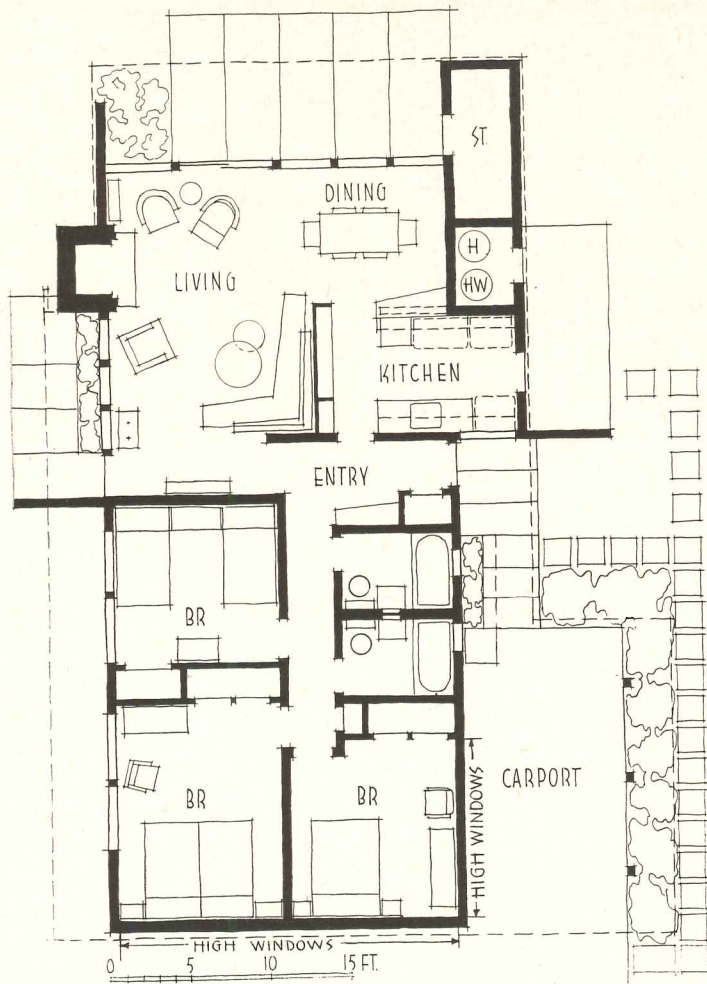 ST.
DINING
H
LIVING
HW
KITCHEN
ENTRY
BR
BR
BR
HIGH WINDOWS
CARPORT
HIGH WINDOWS
0 5 10 15 FT.